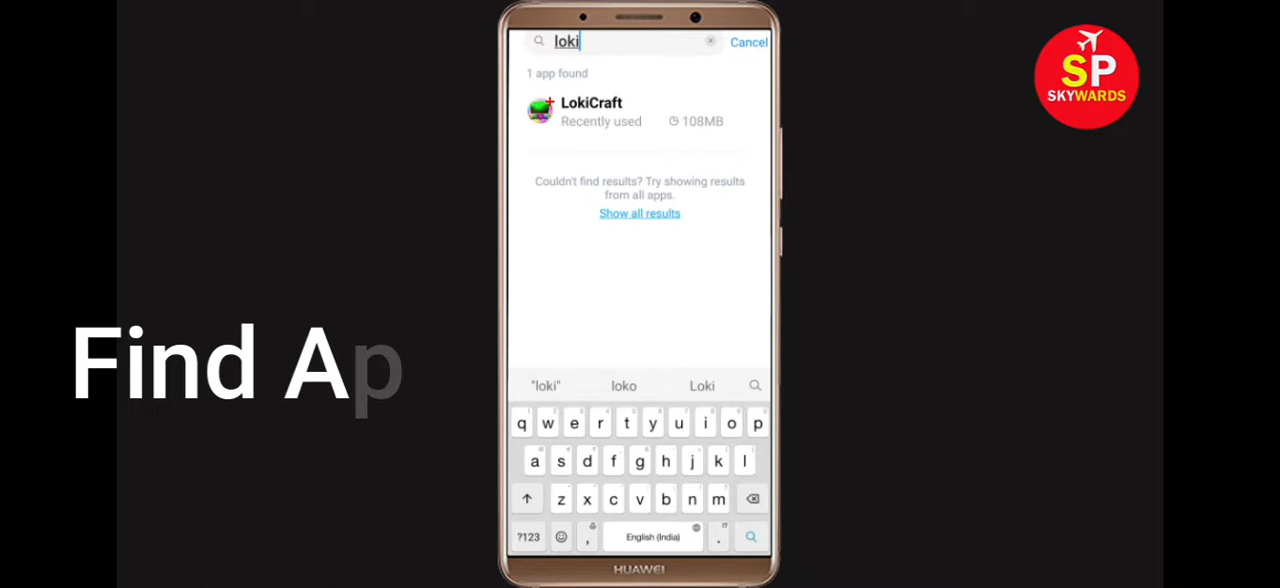 loki
Cancel
1 app found
LokiCraft
Recently used 108MB
Couldn't find results? Try showing results
from all apps.
Show all results
SP
SKYWARDS
Find Ap
"loki" loko Loki
q w e r t y u i o p
a s d f g h j k l
z x c v b n m
?123 , English (India) .
HUAWEI